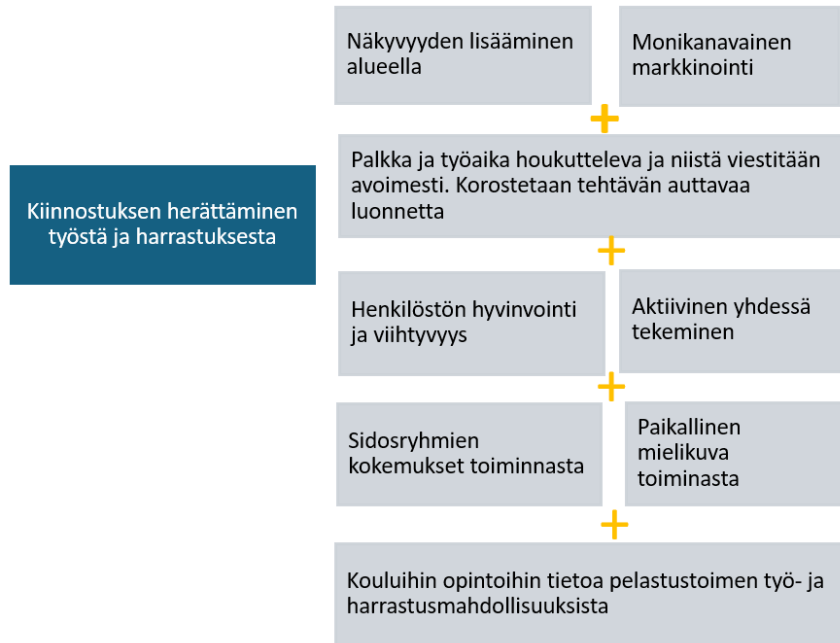 Näkyvyyden lisääminen
alueella
Monikanavainen
markkinointi
Kiinnostuksen herättäminen
työstä ja harrastuksesta
Palkka ja työaika houkutteleva ja niistä viestitään
avoimesti. Korostetaan tehtävän auttavaa
luonnetta
Henkilöstön hyvinvointi
ja viihtyvyys
Aktiivinen yhdessä
tekeminen
Sidosryhmien
kokemukset toiminnasta
Paikallinen
mielikuva
toiminasta
Kouluihin opintoihin tietoa pelastustoimen työ- ja
harrastusmahdollisuuksista